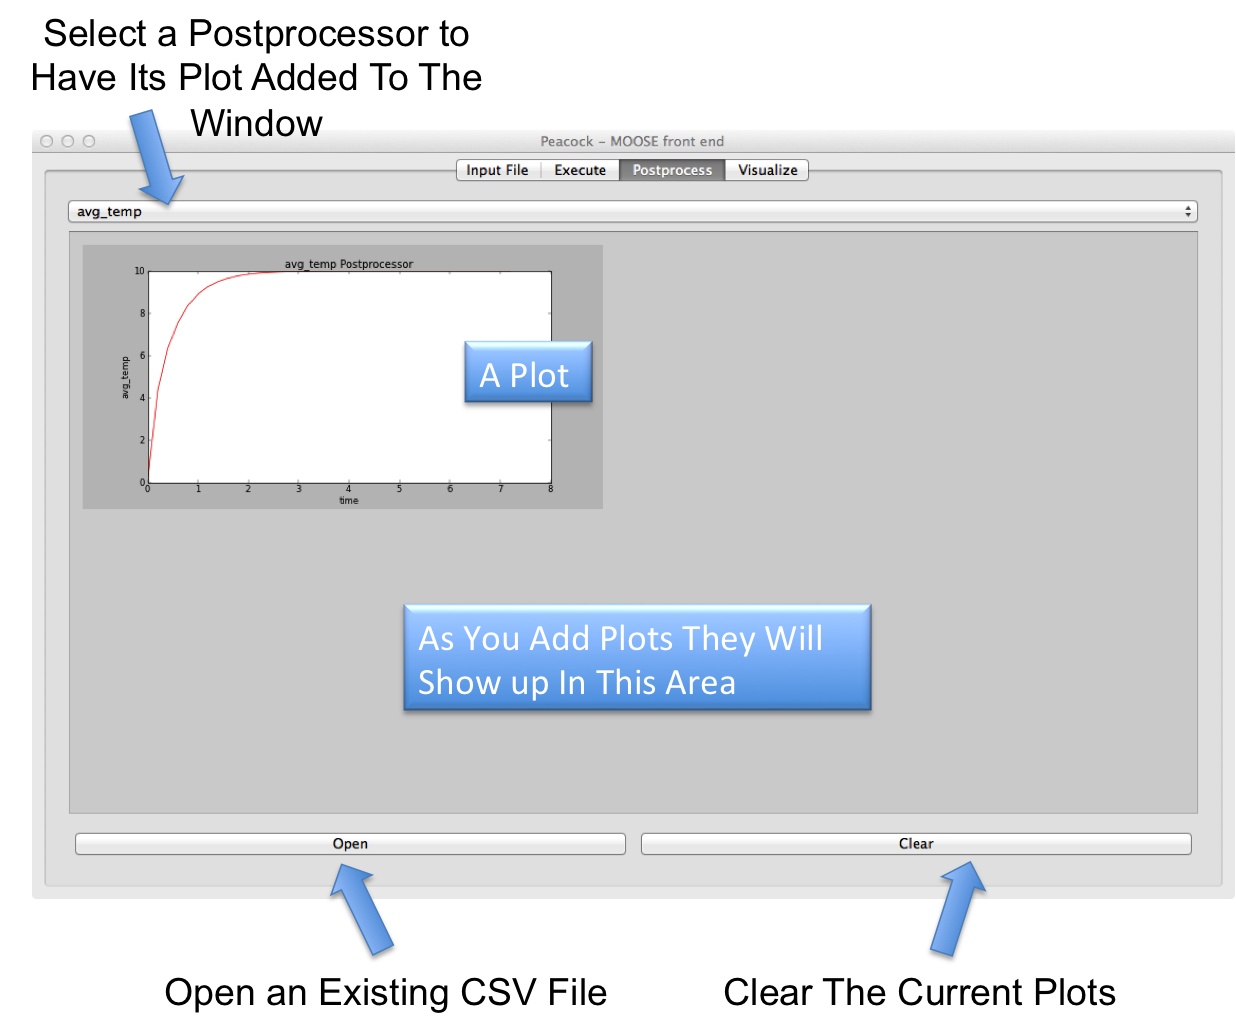 Select a Postprocessor to
Have Its Plot Added To The
Window
Peacock – MOOSE front end
Input File Execute Postprocess Visualize
avg_temp
avg_temp Postprocessor
10
8
6
4
2
0
avg_temp
0 1 2 3 4 5 6 7 8
time
A Plot
As You Add Plots They Will
Show up In This Area
Open
Clear
Open an Existing CSV File
Clear The Current Plots